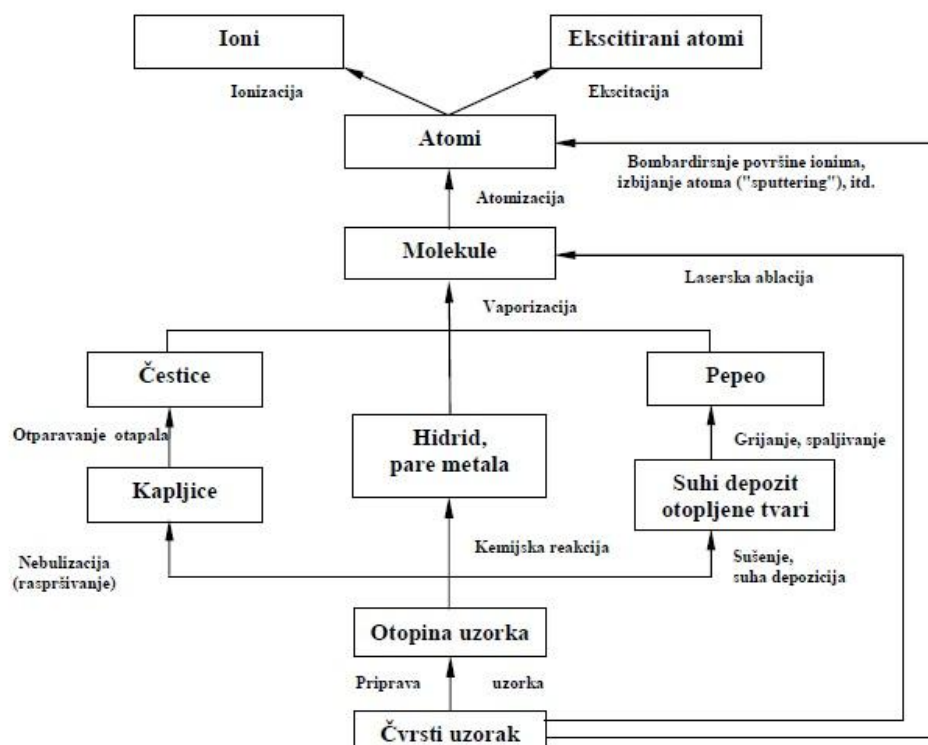 Ioni
Ekscitirani atomi
Ionizacija
Ekscitacija
Atomi
Bombardirsnje površine ionima,
izbijanje atoma ("sputtering"), itd.
Atomizacija
Molekule
Laserska ablacija
Vaporizacija
Čestice
Pepeo
Otparavanje otapala
Hidrid,
pare metala
Grijanje, spaljivanje
Kapljice
Suhi depozit
otopljene tvari
Nebulizacija
(raspršivanje)
Kemijska reakcija
Sušenje,
suha depozicija
Otopina uzorka
Priprava uzorka
Čvrsti uzorak